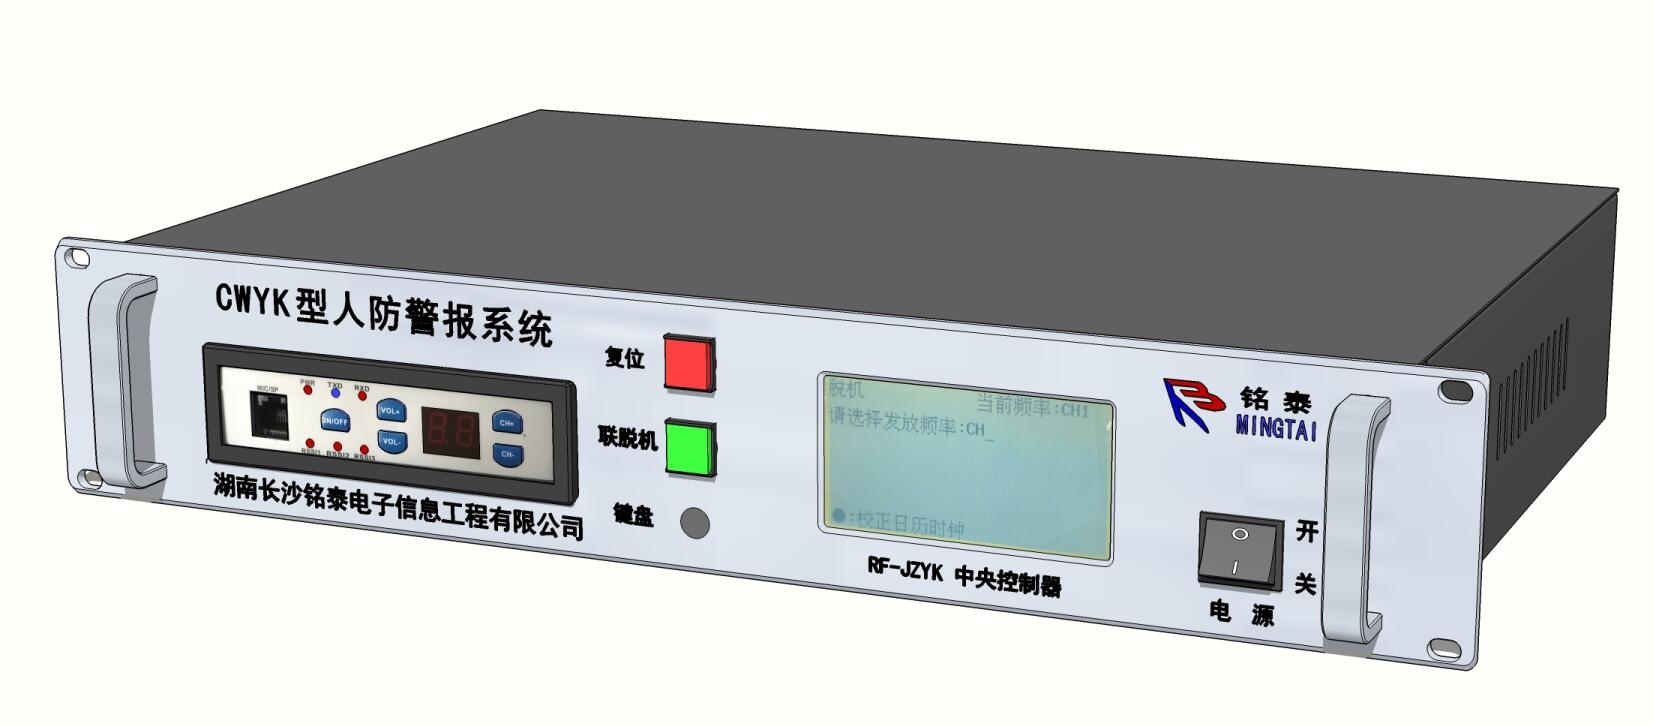 CWYK型人防警报系统
MIC/SP
PWR TXD RXD
ON/OFF
VOL+
VOL-
CH+
CH-
RSSI1 RSSI2 RSSI3
湖南长沙铭泰电子信息工程有限公司
复位
联脱机
键盘
脱机
当前频率:CH1
请选择发放频率:CH_
:校正日历时钟
RF-JZYK 中央控制器
铭泰
MINGTAI
开
关
电源